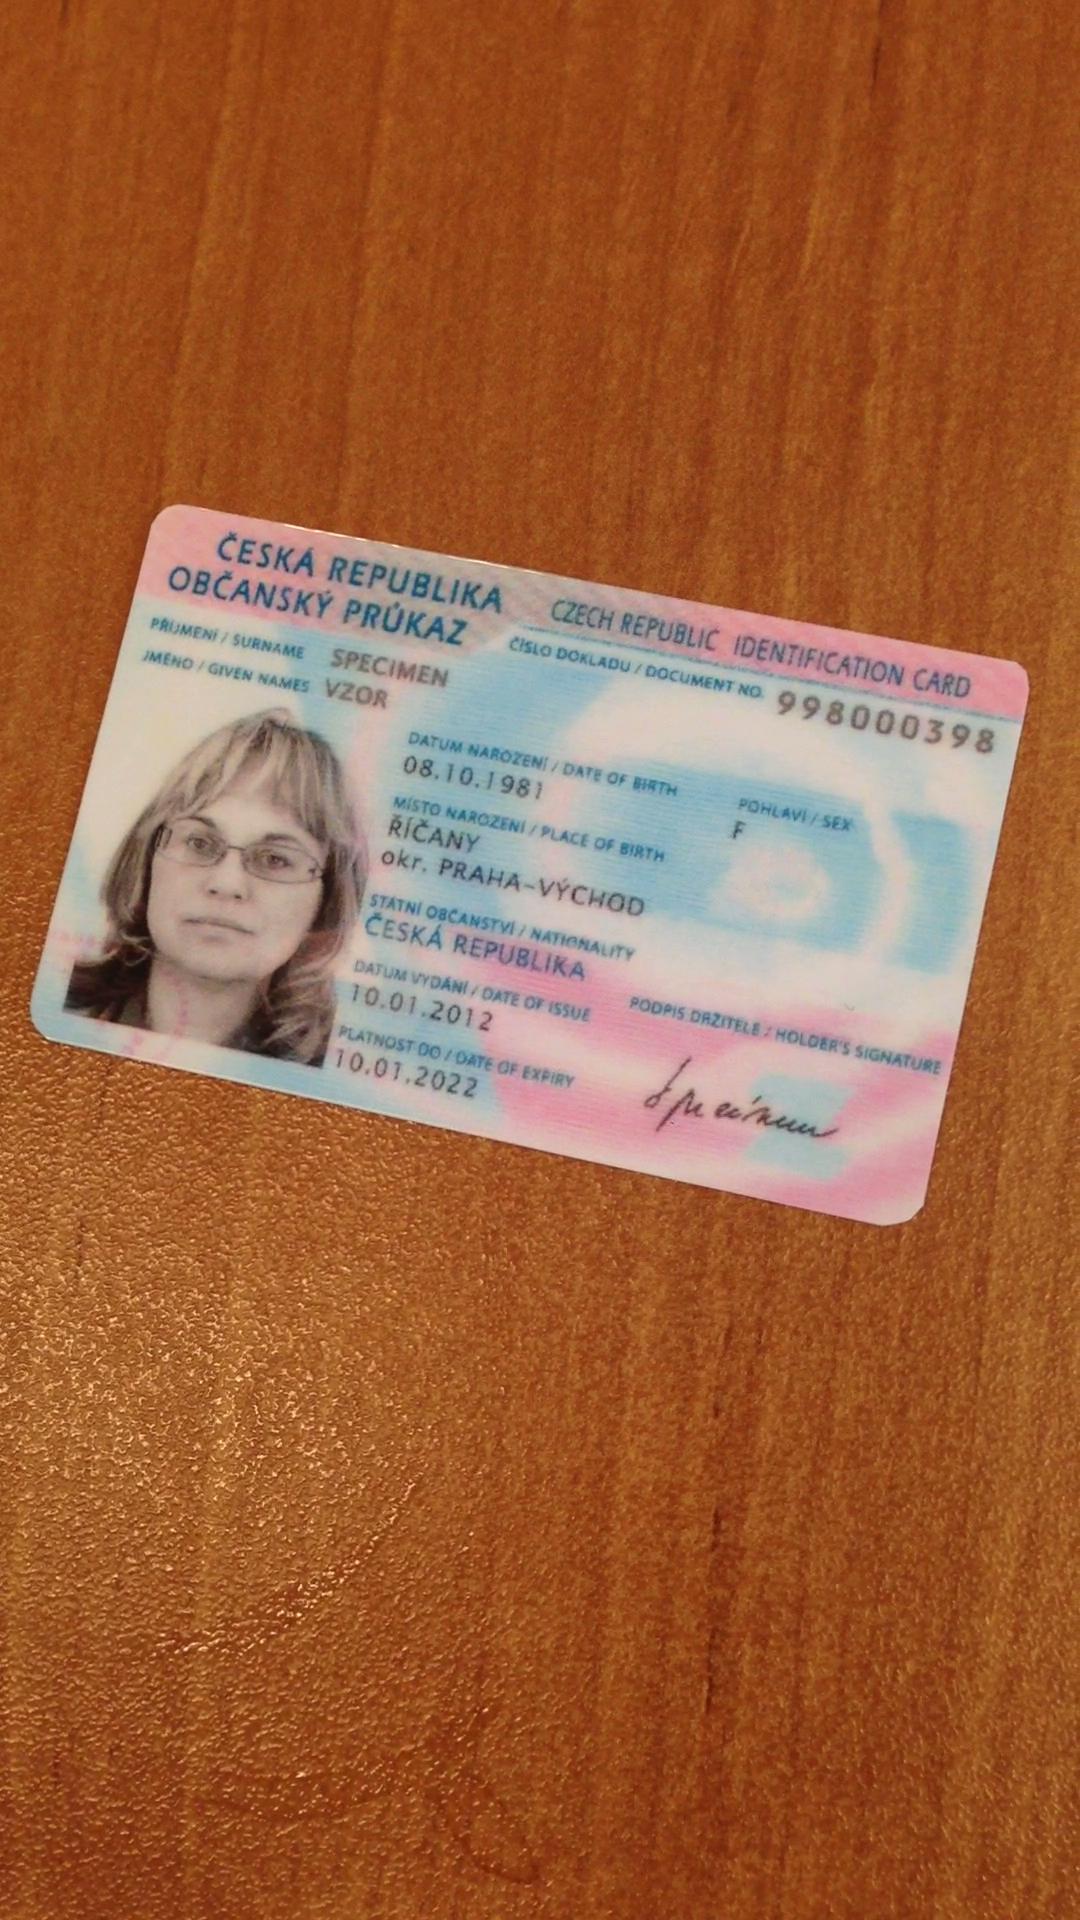 ČESKÁ REPUBLIKA
OBČANSKÝ PRŮKAZ
CZECH REPUBLIC IDENTIFICATION CARD
PŘÍJMENÍ / SURNAME SPECIMEN
JMÉNO / GIVEN NAMES VZOR
ČÍSLO DOKLADU / DOCUMENT NO. 998000398
DATUM NAROZENÍ / DATE OF BIRTH
08.10.1981
POHLAVÍ / SEX
F
MÍSTO NAROZENÍ / PLACE OF BIRTH
ŘÍČANY
okr. PRAHA-VÝCHOD
STÁTNÍ OBČANSTVÍ / NATIONALITY
ČESKÁ REPUBLIKA
DATUM VYDÁNÍ / DATE OF ISSUE
10.01.2012
PODPIS DRŽITELE / HOLDER'S SIGNATURE
PLATNOST DO / DATE OF EXPIRY
10.01.2022
Specimen